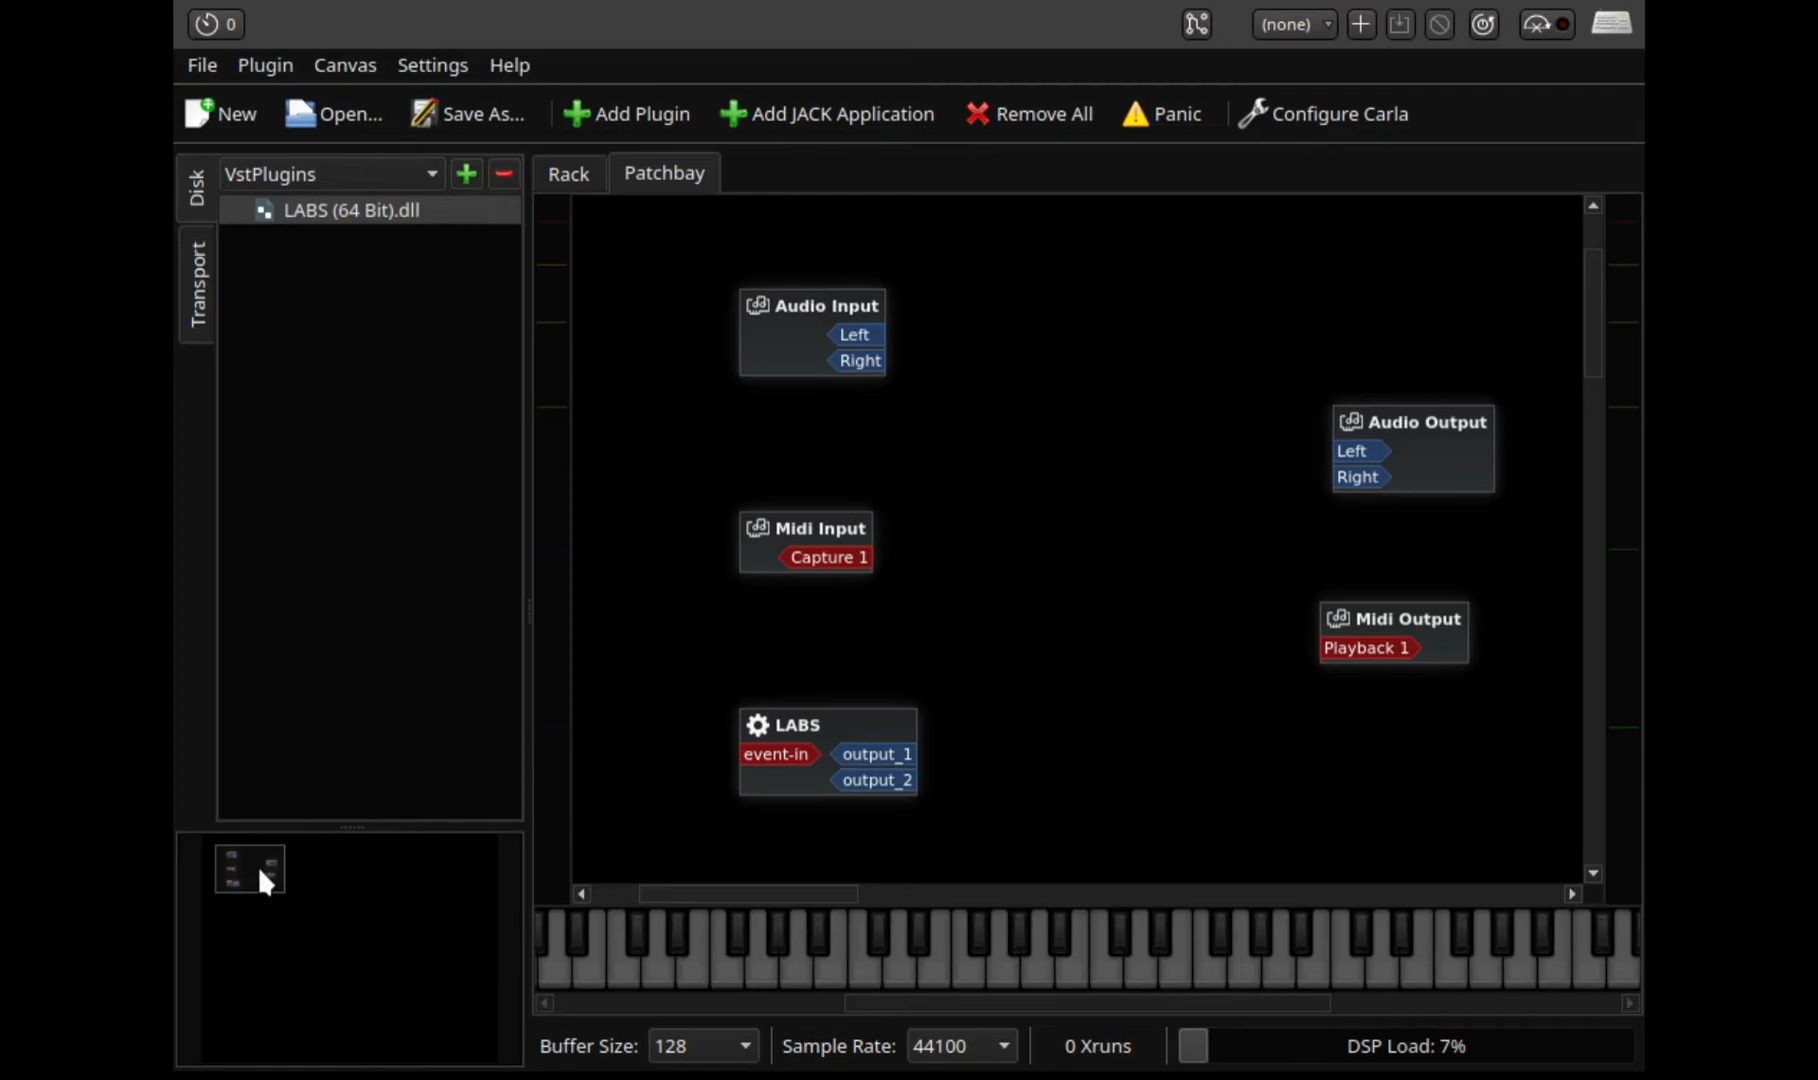 0
(none)
File Plugin Canvas Settings Help
New Open... Save As... Add Plugin Add JACK Application Remove All Panic Configure Carla
Disk
Transport
VstPlugins
LABS (64 Bit).dll
Rack Patchbay
Audio Input
Left
Right
Audio Output
Left
Right
Midi Input
Capture 1
Midi Output
Playback 1
LABS
event-in output_1
output_2
Buffer Size: 128 Sample Rate: 44100 0 Xruns DSP Load: 7%